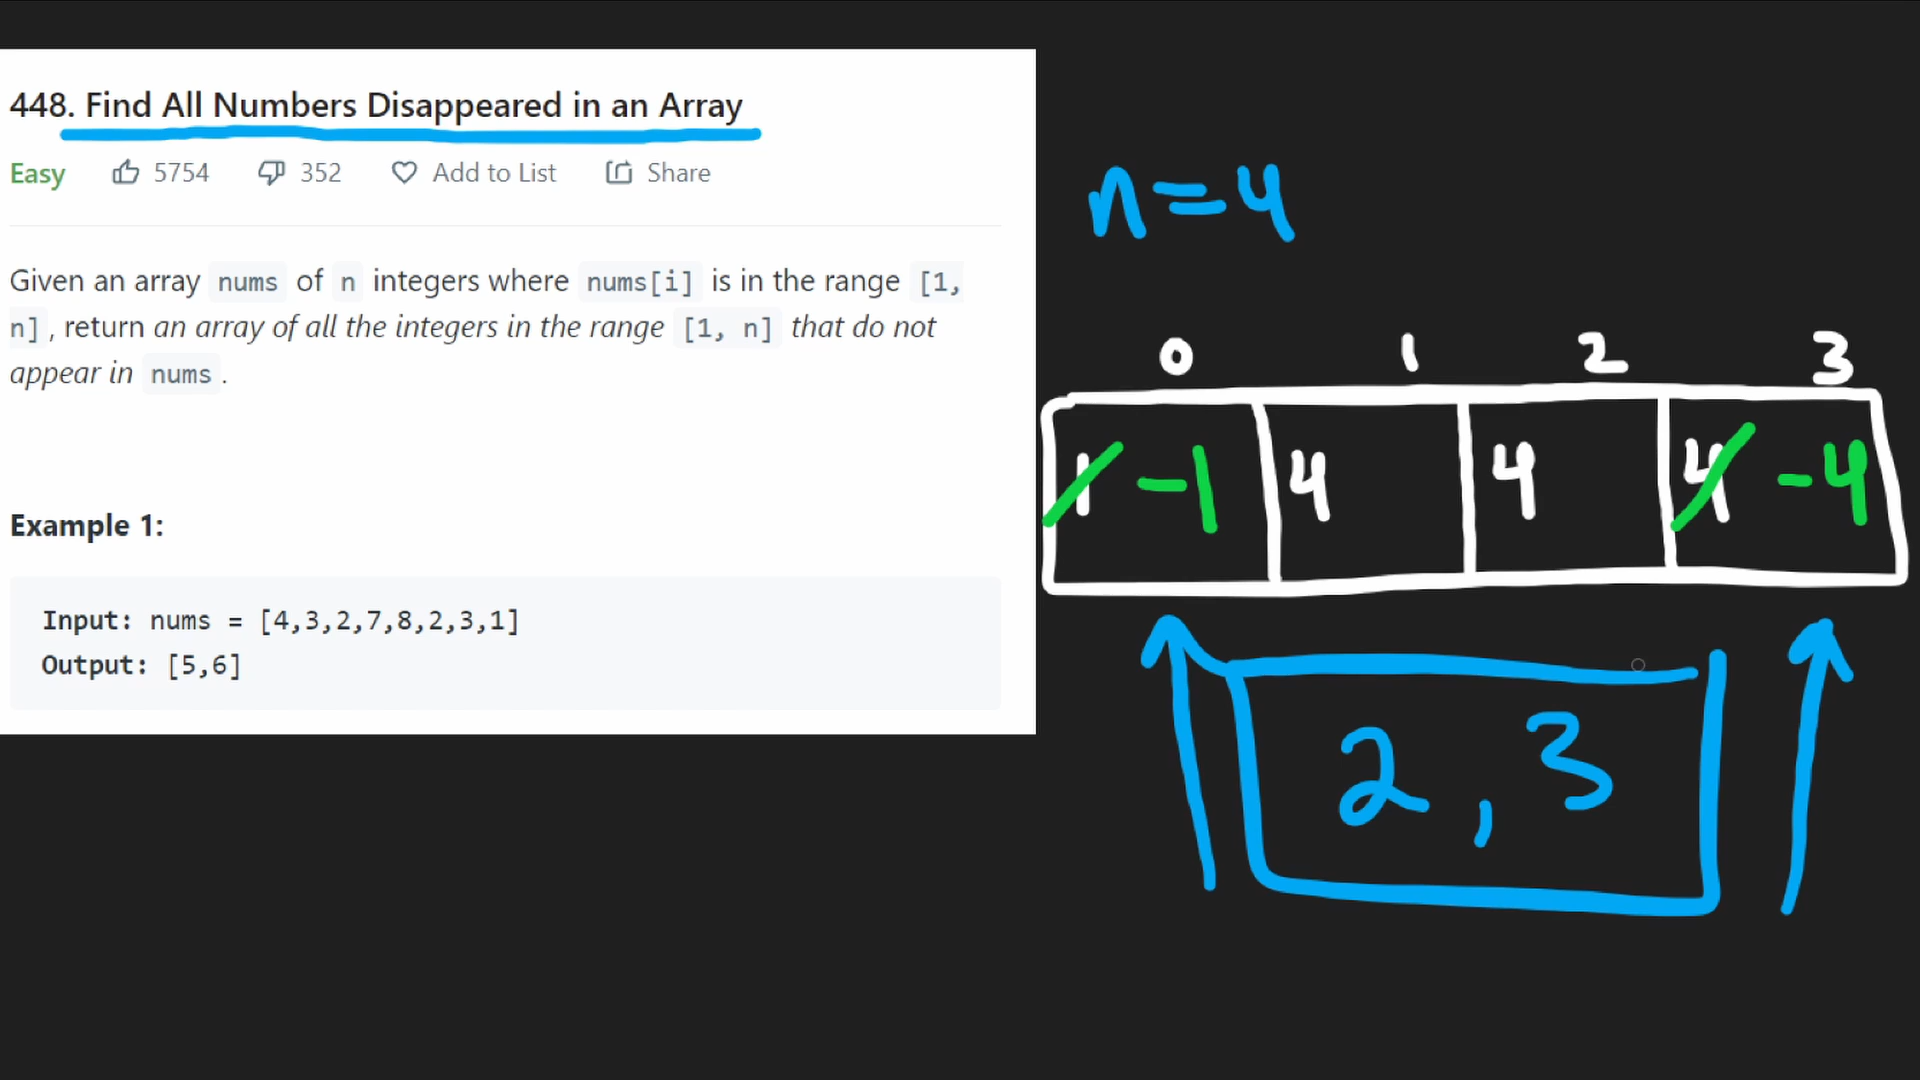 448. Find All Numbers Disappeared in an Array
Easy 5754 352 Add to List Share
Given an array nums of n integers where nums[i] is in the range [1,
n], return an array of all the integers in the range [1, n] that do not
appear in nums.
Example 1:
Input: nums = [4,3,2,7,8,2,3,1]
Output: [5,6]
n=4
0 1 2 3
1 -1 4 4 4 -4
2, 3